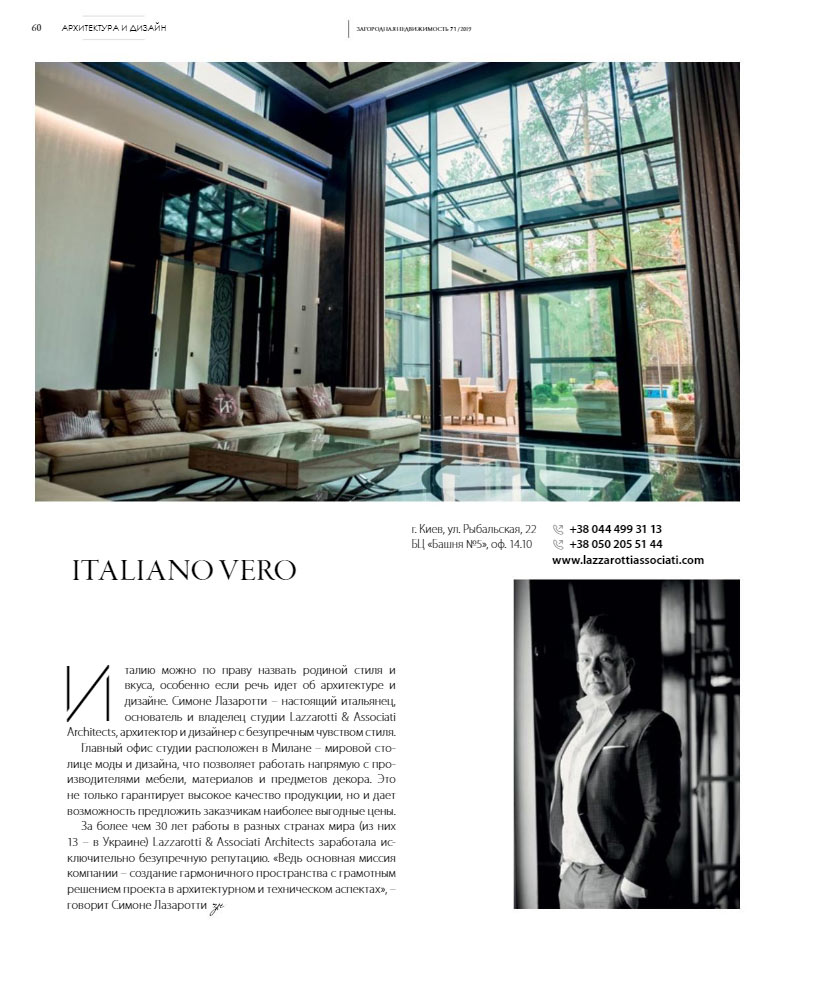 60 АРХИТЕКТУРА И ДИЗАЙН
ЗАГОРОДНАЯ НЕДВИЖИМОСТЬ 71/2019
г. Киев, ул. Рыбальская, 22
БЦ «Башня №5», оф. 14.10
+38 044 499 31 13
+38 050 205 51 44
www.lazzarottiassociati.com
ITALIANO VERO
Италию можно по праву назвать родиной стиля и
вкуса, особенно если речь идет об архитектуре и
дизайне. Симоне Лазаротти – настоящий итальянец,
основатель и владелец студии Lazzarotti & Associati
Architects, архитектор и дизайнер с безупречным чувством стиля.
Главный офис студии расположен в Милане – мировой сто-
лице моды и дизайна, что позволяет работать напрямую с про-
изводителями мебели, материалов и предметов декора. Это
не только гарантирует высокое качество продукции, но и дает
возможность предложить заказчикам наиболее выгодные цены.
За более чем 30 лет работы в разных странах мира (из них
13 – в Украине) Lazzarotti & Associati Architects заработала ис-
ключительно безупречную репутацию. «Ведь основная миссия
компании – создание гармоничного пространства с грамотным
решением проекта в архитектурном и техническом аспектах», –
говорит Симоне Лазаротти